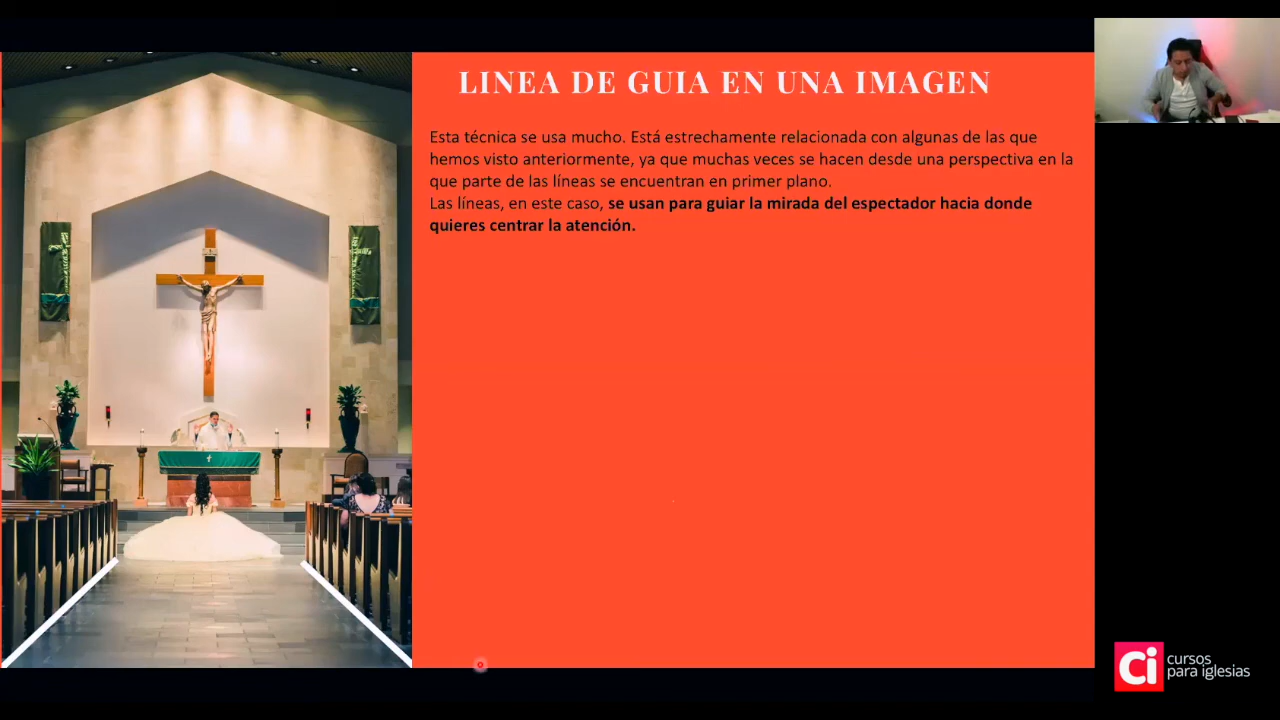 LINEA DE GUIA EN UNA IMAGEN
Esta técnica se usa mucho. Está estrechamente relacionada con algunas de las que
hemos visto anteriormente, ya que muchas veces se hacen desde una perspectiva en la
que parte de las líneas se encuentran en primer plano.
Las líneas, en este caso, se usan para guiar la mirada del espectador hacia donde
quieres centrar la atención.
Ci cursos
para iglesias